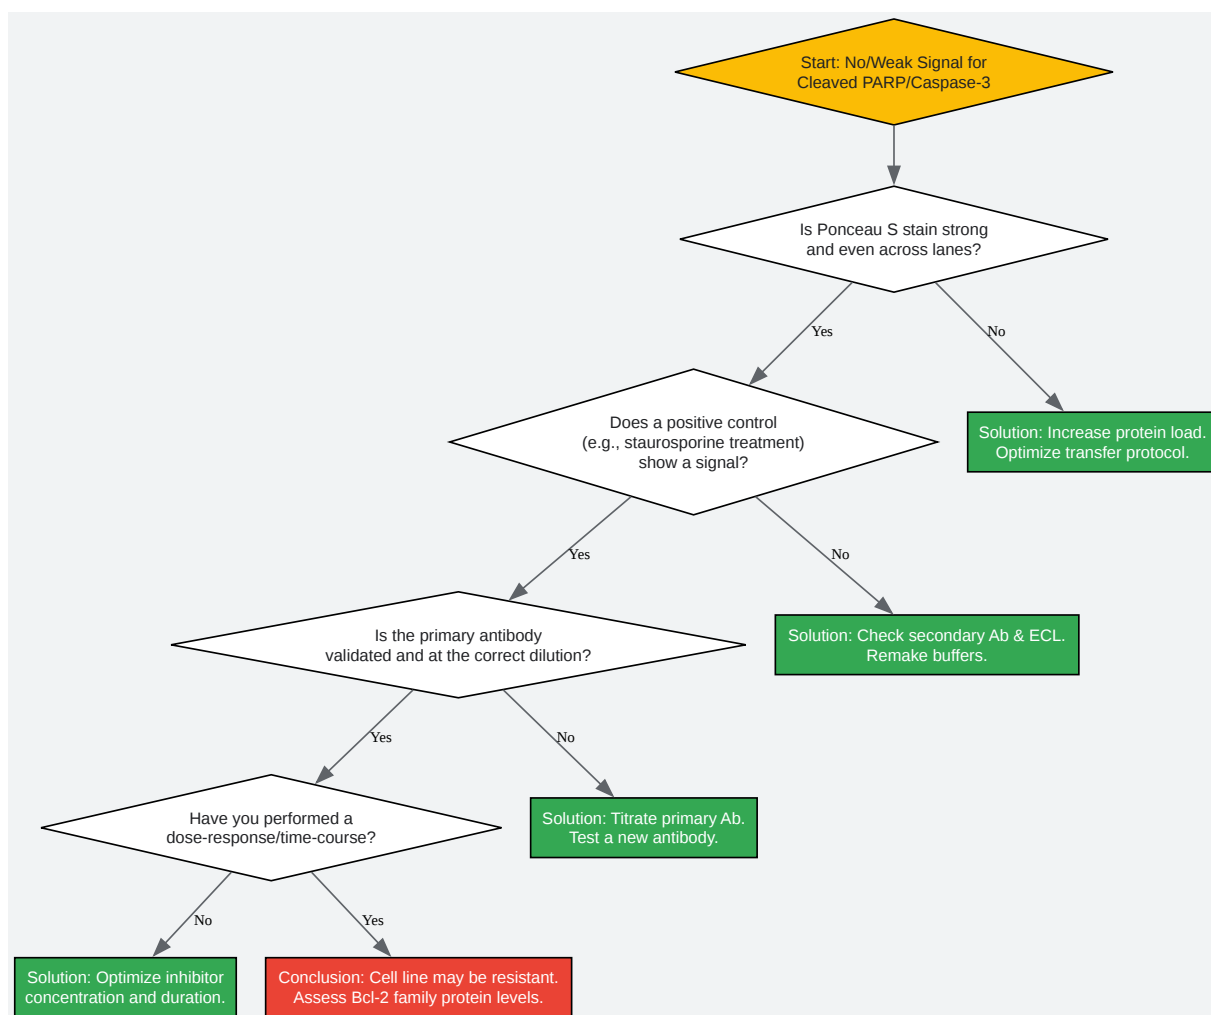 Start: No/Weak Signal for
Cleaved PARP/Caspase-3
Is Ponceau S stain strong
and even across lanes?
Yes
No
Does a positive control
(e.g., staurosporine treatment)
show a signal?
Solution: Increase protein load.
Optimize transfer protocol.
Yes
No
Is the primary antibody
validated and at the correct dilution?
Solution: Check secondary Ab & ECL.
Remake buffers.
Yes
No
Have you performed a
dose-response/time-course?
Solution: Titrate primary Ab.
Test a new antibody.
No
Yes
Solution: Optimize inhibitor
concentration and duration.
Conclusion: Cell line may be resistant.
Assess Bcl-2 family protein levels.